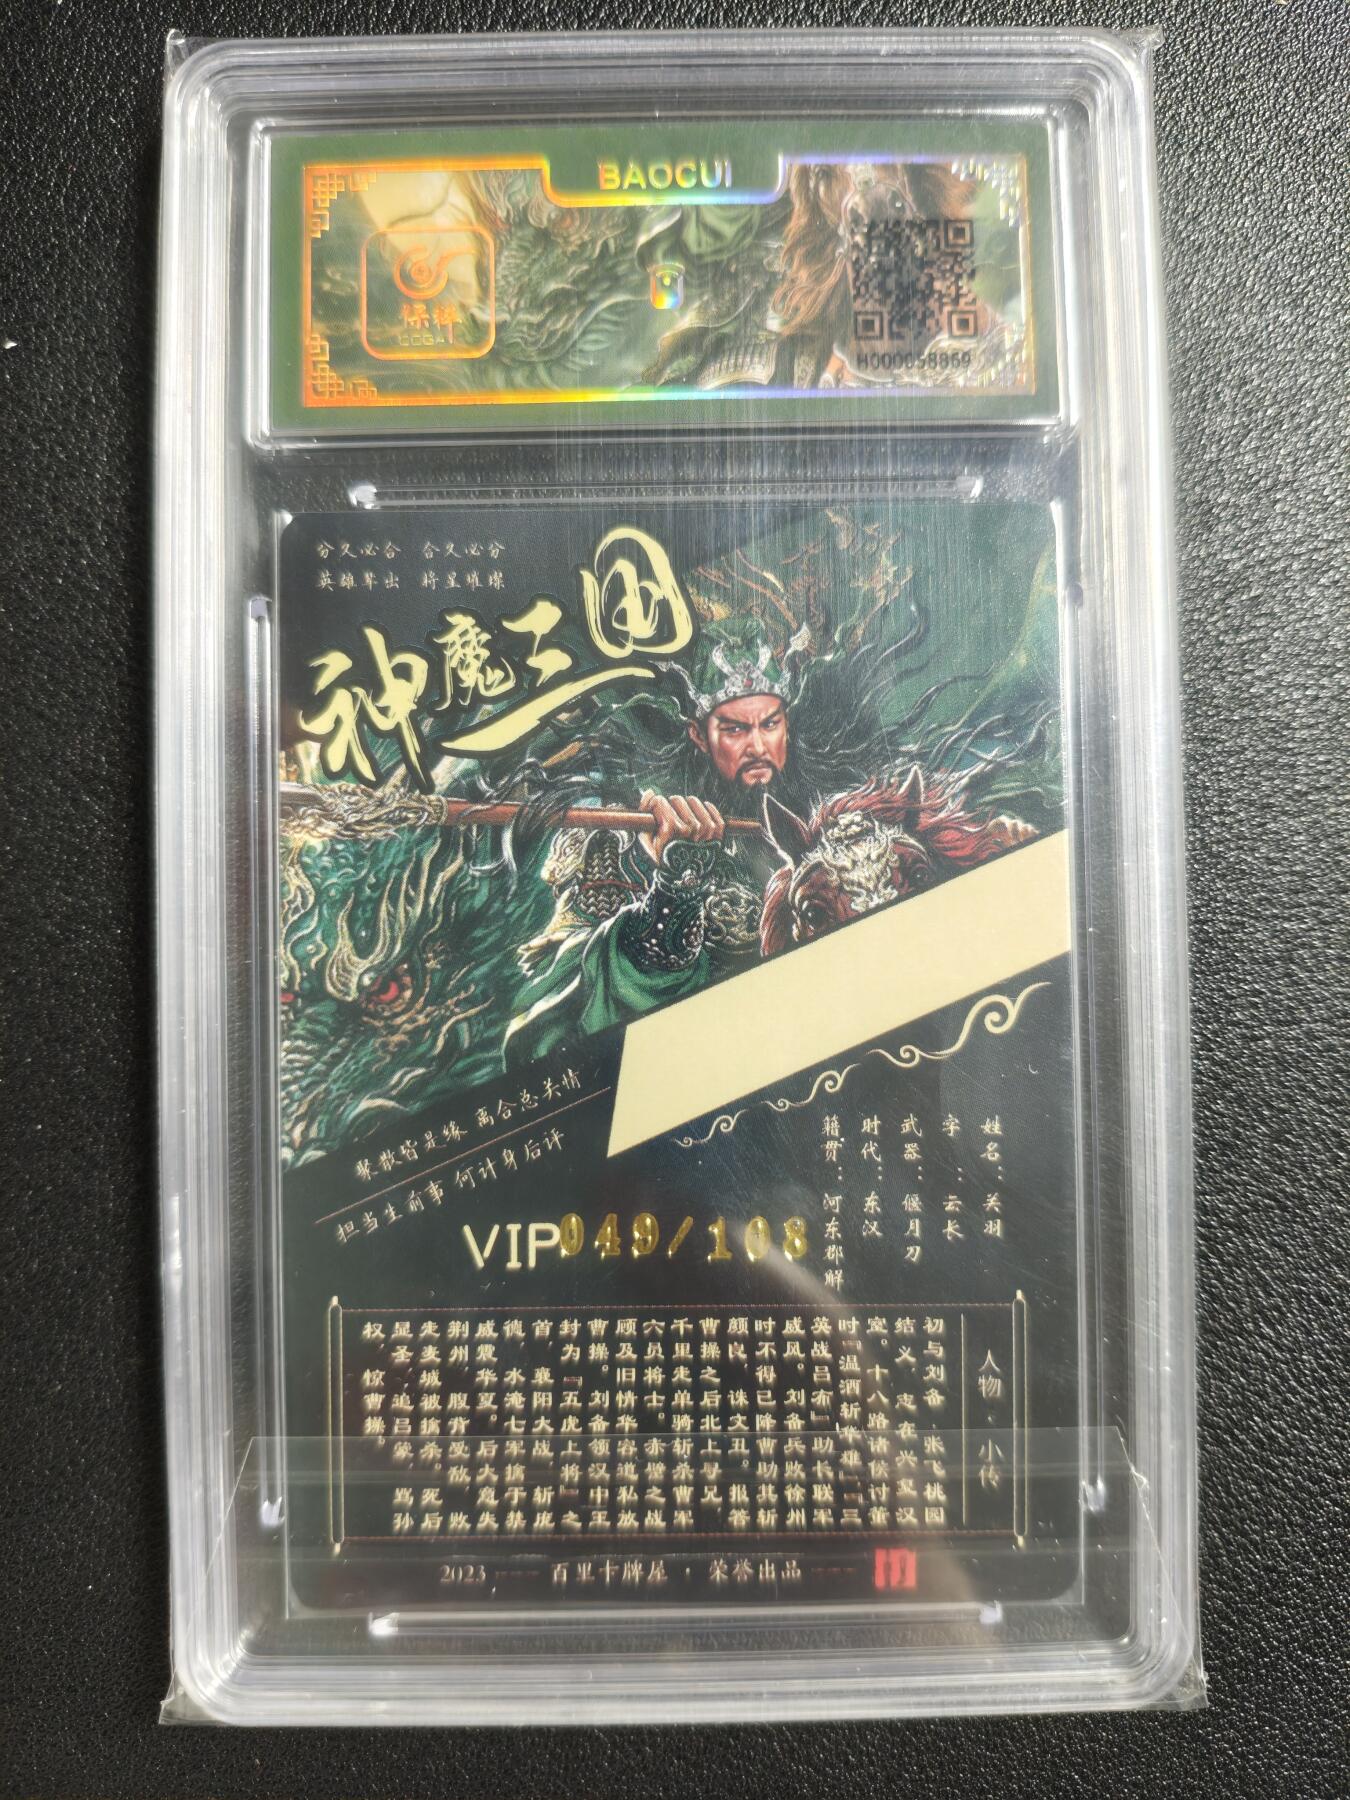 BAOCUI
保粹
CCGA
H000058869
分久必合 合久必分
英雄辈出 将星璀璨
神魔三国
聚散皆是缘 离合总关情
担当生前事 何计身后评
姓名：关羽
字：云长
武器：偃月刀
时代：东汉
籍贯：河东郡解
VIP049/108
人物·小传
初与刘备、张飞桃园
结义，志在兴复汉
室。十八路诸侯讨董
时『温酒斩华雄』『三
英战吕布』助长联军
威风。刘备兵败徐州
时不得已降曹助其斩
颜良、诛文丑。报答
曹操之后北上寻兄
千里走单骑斩杀曹军
六员将士。赤壁之战
顾及旧情华容道私放
曹操。刘备领汉中王
封为『五虎上将』之
首，襄阳大战，斩庞
德，水淹七军擒于禁
威震华夏。后大意失
荆州，腹背受敌，败
走麦城被擒杀。死后
显圣，追吕蒙，骂孙
权，惊曹操。
2023 --- 百里卡牌屋 · 荣誉出品 ---